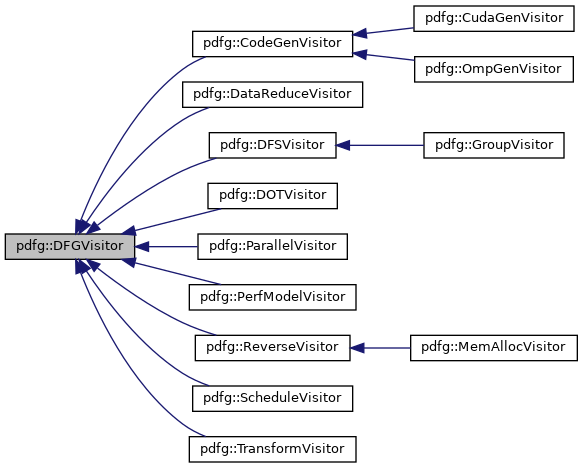 pdfg::CudaGenVisitor
pdfg::CodeGenVisitor
pdfg::OmpGenVisitor
pdfg::DataReduceVisitor
pdfg::DFSVisitor
pdfg::GroupVisitor
pdfg::DOTVisitor
pdfg::DFGVisitor
pdfg::ParallelVisitor
pdfg::PerfModelVisitor
pdfg::ReverseVisitor
pdfg::MemAllocVisitor
pdfg::ScheduleVisitor
pdfg::TransformVisitor